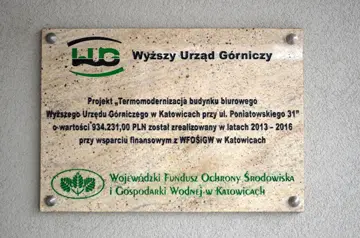 WUG
Wyższy Urząd Górniczy
Projekt „Termomodernizacja budynku biurowego
Wyższego Urzędu Górniczego w Katowicach przy ul. Poniatowskiego 31"
o wartości 934.231,00 PLN został zrealizowany w latach 2013 – 2016
przy wsparciu finansowym z WFOŚiGW w Katowicach
Wojewódzki Fundusz Ochrony Środowiska
i Gospodarki Wodnej w Katowicach